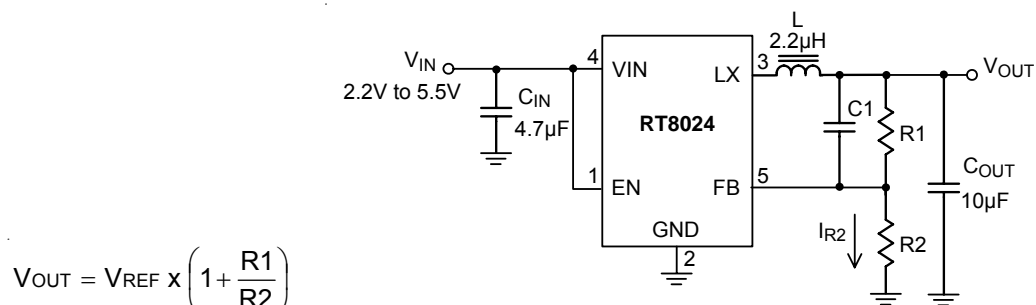 L
2.2μH
VIN
4
VIN
LX
3
VOUT
2.2V to 5.5V
CIN
4.7μF
RT8024
C1
R1
1
EN
FB
5
COUT
10μF
GND
2
IR2
R2
VOUT = VREF x (1 + R1/R2)